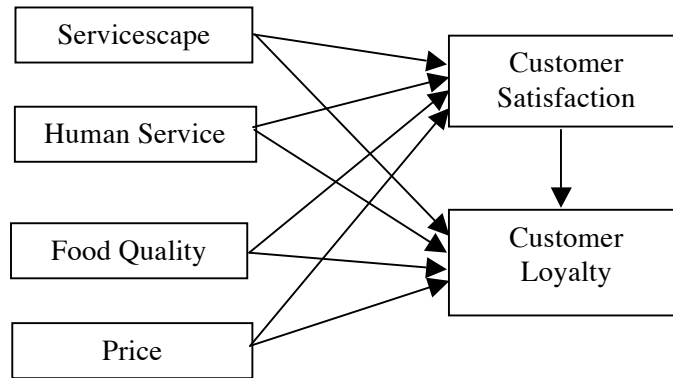 Servicescape
Human Service
Food Quality
Price
Customer
Satisfaction
Customer
Loyalty